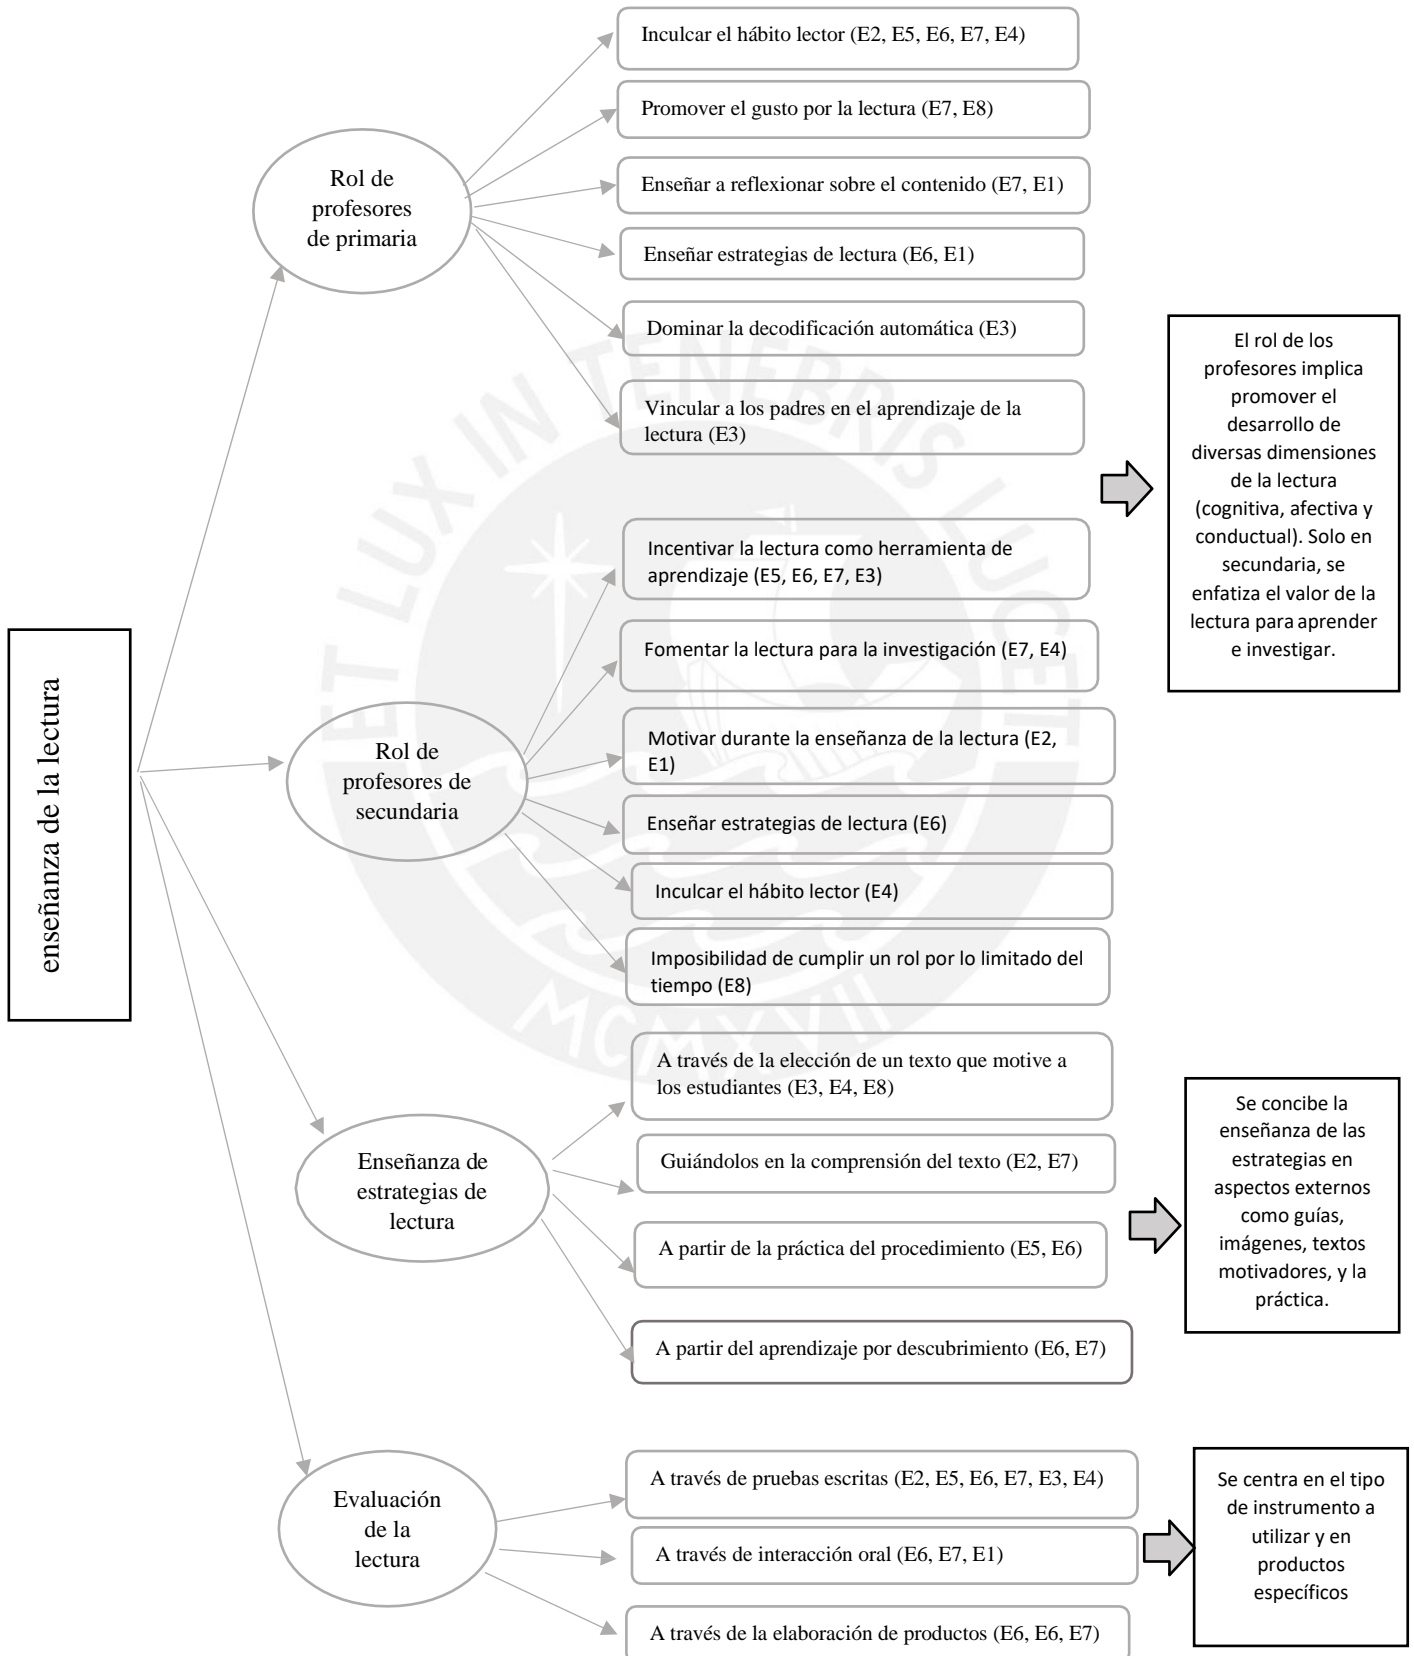 enseñanza de la lectura
Rol de
profesores
de primaria
Inculcar el hábito lector (E2, E5, E6, E7, E4)
Promover el gusto por la lectura (E7, E8)
Enseñar a reflexionar sobre el contenido (E7, E1)
Enseñar estrategias de lectura (E6, E1)
Dominar la decodificación automática (E3)
Vincular a los padres en el aprendizaje de la
lectura (E3)
Rol de
profesores de
secundaria
Incentivar la lectura como herramienta de
aprendizaje (E5, E6, E7, E3)
Fomentar la lectura para la investigación (E7, E4)
Motivar durante la enseñanza de la lectura (E2,
E1)
Enseñar estrategias de lectura (E6)
Inculcar el hábito lector (E4)
Imposibilidad de cumplir un rol por lo limitado del
tiempo (E8)
El rol de los
profesores implica
promover el
desarrollo de
diversas dimensiones
de la lectura
(cognitiva, afectiva y
conductual). Solo en
secundaria, se
enfatiza el valor de la
lectura para aprender
e investigar.
Enseñanza de
estrategias de
lectura
A través de la elección de un texto que motive a
los estudiantes (E3, E4, E8)
Guiándolos en la comprensión del texto (E2, E7)
A partir de la práctica del procedimiento (E5, E6)
A partir del aprendizaje por descubrimiento (E6, E7)
Se concibe la
enseñanza de las
estrategias en
aspectos externos
como guías,
imágenes, textos
motivadores, y la
práctica.
Evaluación
de la
lectura
A través de pruebas escritas (E2, E5, E6, E7, E3, E4)
A través de interacción oral (E6, E7, E1)
A través de la elaboración de productos (E6, E6, E7)
Se centra en el tipo
de instrumento a
utilizar y en
productos
específicos
ET LUX IN TENEBRIS LUCET
MCMXVII